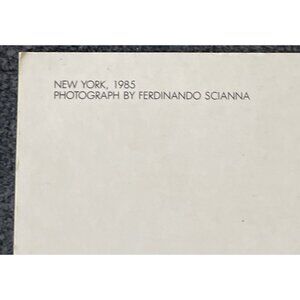 NEW YORK, 1985
PHOTOGRAPH BY FERDINANDO SCIANNA